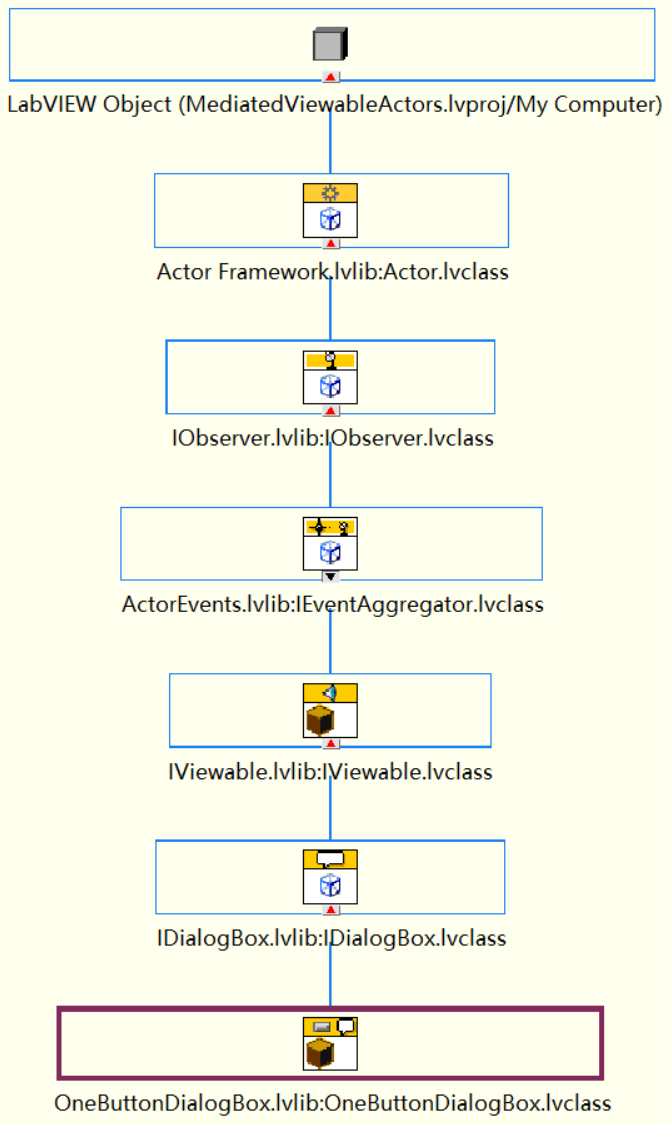 LabVIEW Object (MediatedViewableActors.lvproj/My Computer)
Actor Framework.lvlib:Actor.lvclass
IObserver.lvlib:IObserver.lvclass
ActorEvents.lvlib:IEventAggregator.lvclass
IViewable.lvlib:IViewable.lvclass
IDialogBox.lvlib:IDialogBox.lvclass
OneButtonDialogBox.lvlib:OneButtonDialogBox.lvclass